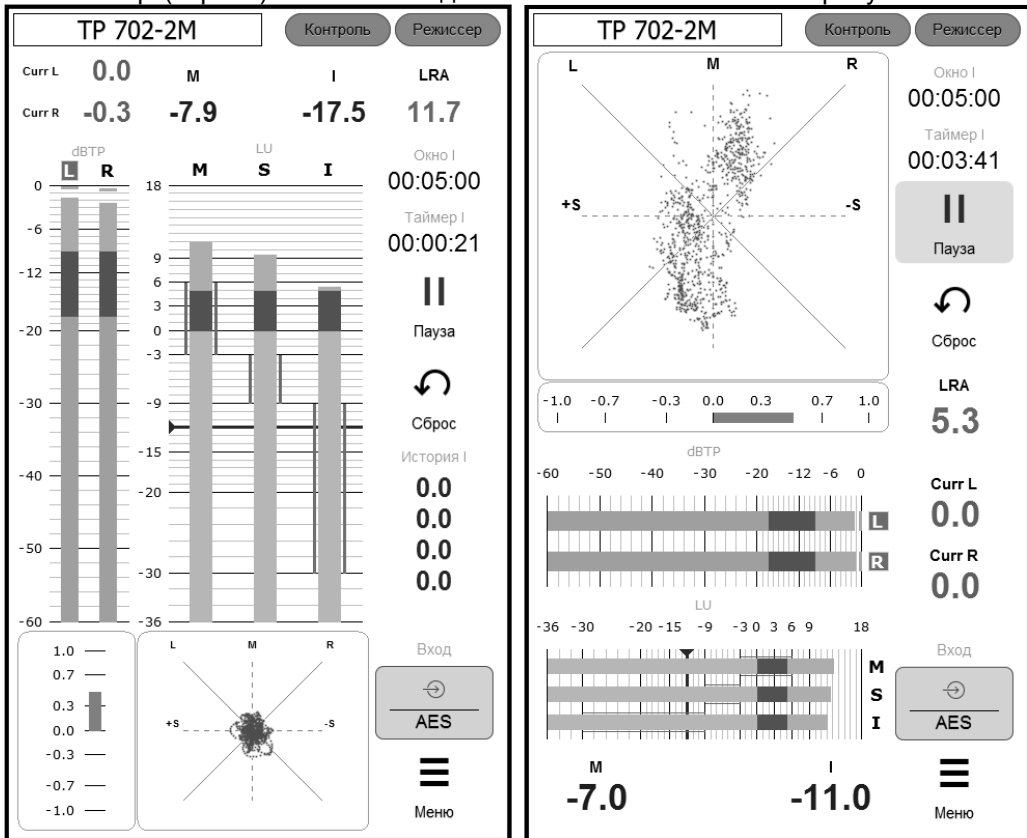 TP 702-2M
Контроль
Режиссер
Curr L 0.0 M I LRA
Curr R -0.3 -7.9 -17.5 11.7
dBTP
L R
0
-6
-12
-20
-30
-40
-50
-60
LU
M S I
18
9
6
3
0
-3
-9
-15
-20
-30
-36
Окно I
00:05:00
Таймер I
00:00:21
Пауза
Сброс
История I
0.0
0.0
0.0
0.0
1.0
0.7
0.3
0.0
-0.3
-0.7
-1.0
L M R
+S -S
Вход
AES
Меню
TP 702-2M
Контроль
Режиссер
L M R
+S -S
Окно I
00:05:00
Таймер I
00:03:41
Пауза
Сброс
-1.0 -0.7 -0.3 0.0 0.3 0.7 1.0
LRA
5.3
dBTP
-60 -50 -40 -30 -20 -12 -6 0
L
R
Curr L
0.0
Curr R
0.0
LU
-36 -30 -20 -15 -9 -3 0 3 6 9 18
M
S
I
Вход
AES
M I
-7.0 -11.0
Меню